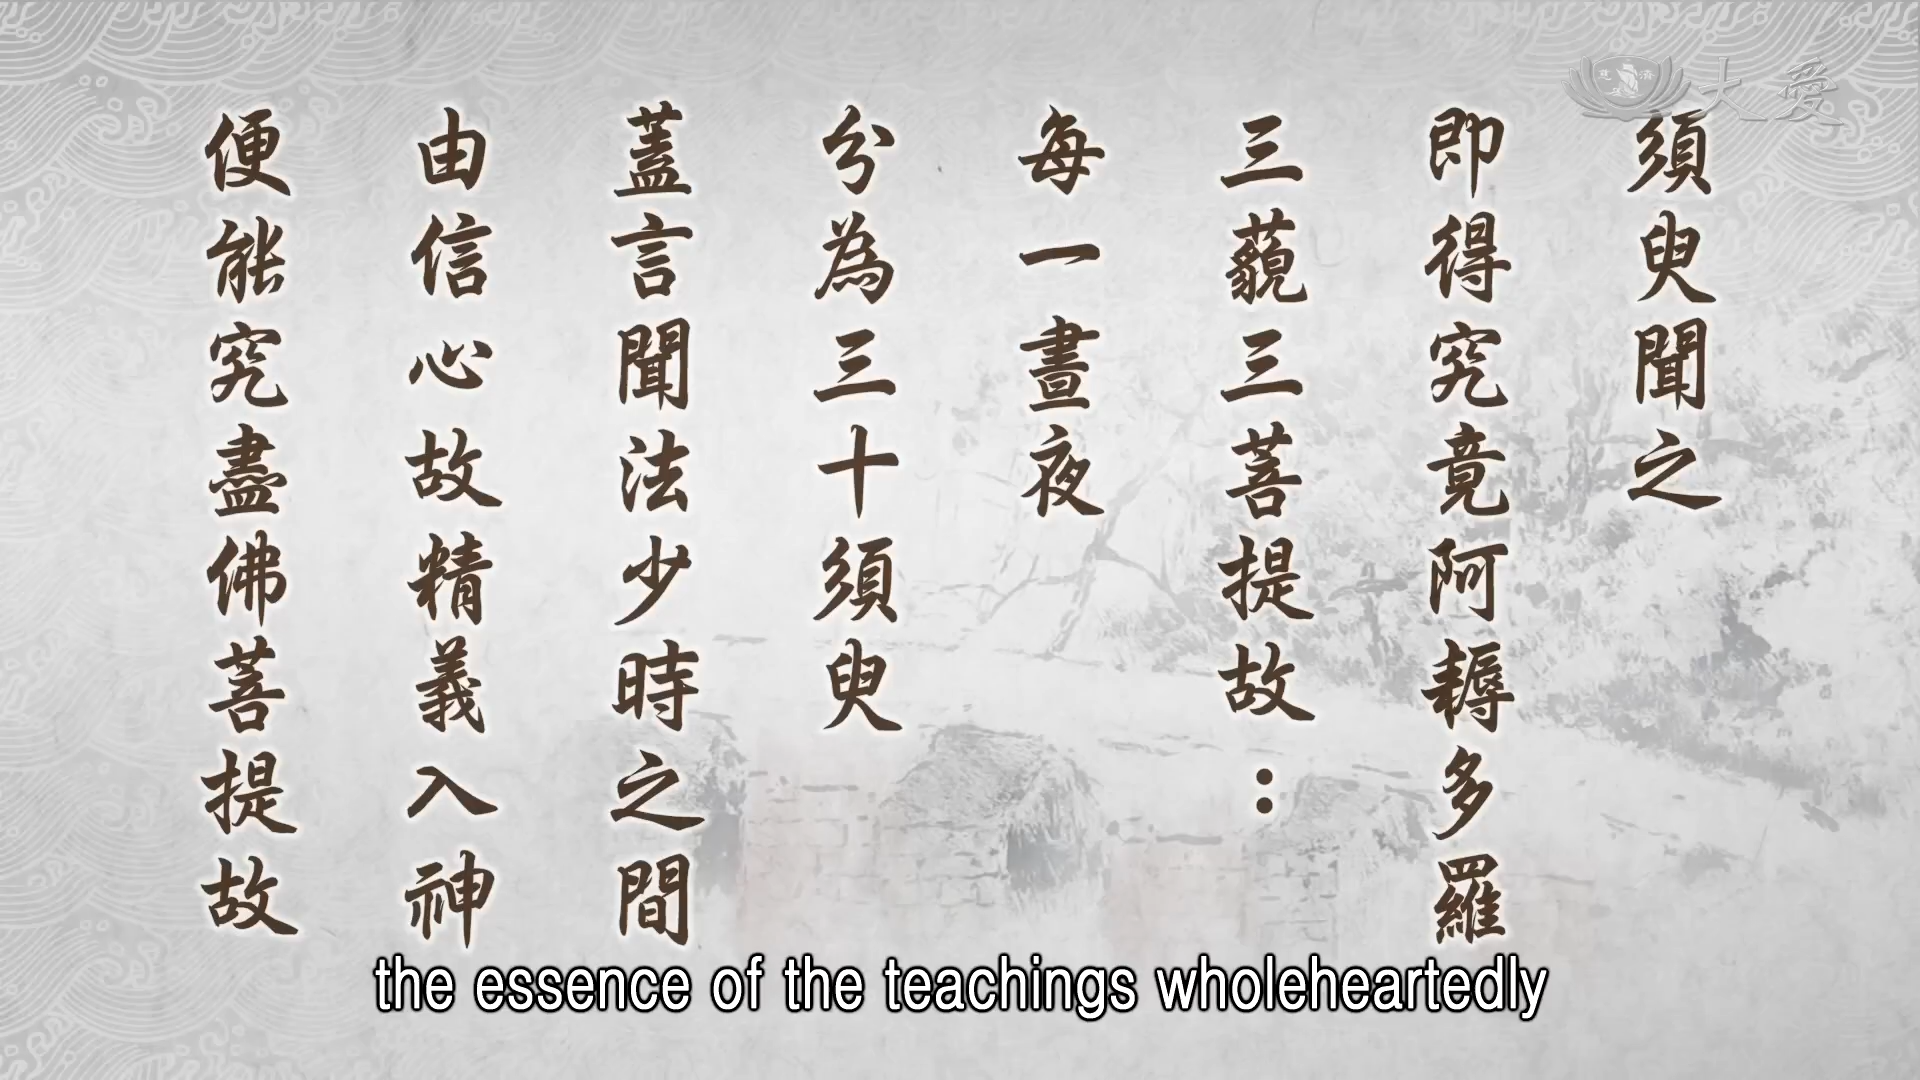 大愛
須臾聞之
即得究竟阿耨多羅
三藐三菩提故：
每一晝夜
分為三十須臾
蓋言聞法少時之間
由信心故精義入神
便能究盡佛菩提故
the essence of the teachings wholeheartedly